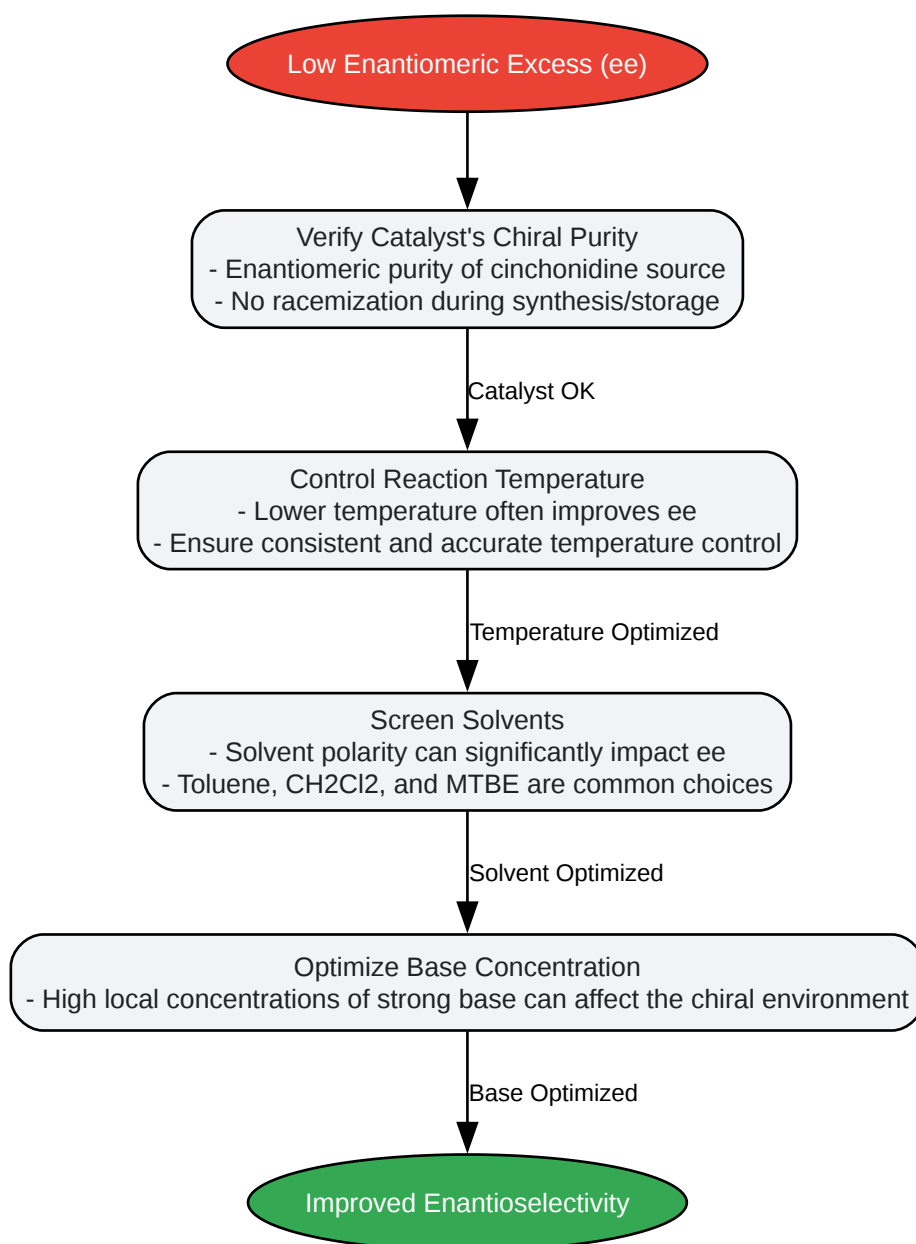 Low Enantiomeric Excess (ee)
Verify Catalyst's Chiral Purity
- Enantiomeric purity of cinchonidine source
- No racemization during synthesis/storage
Catalyst OK
Control Reaction Temperature
- Lower temperature often improves ee
- Ensure consistent and accurate temperature control
Temperature Optimized
Screen Solvents
- Solvent polarity can significantly impact ee
- Toluene, CH2Cl2, and MTBE are common choices
Solvent Optimized
Optimize Base Concentration
- High local concentrations of strong base can affect the chiral environment
Base Optimized
Improved Enantioselectivity